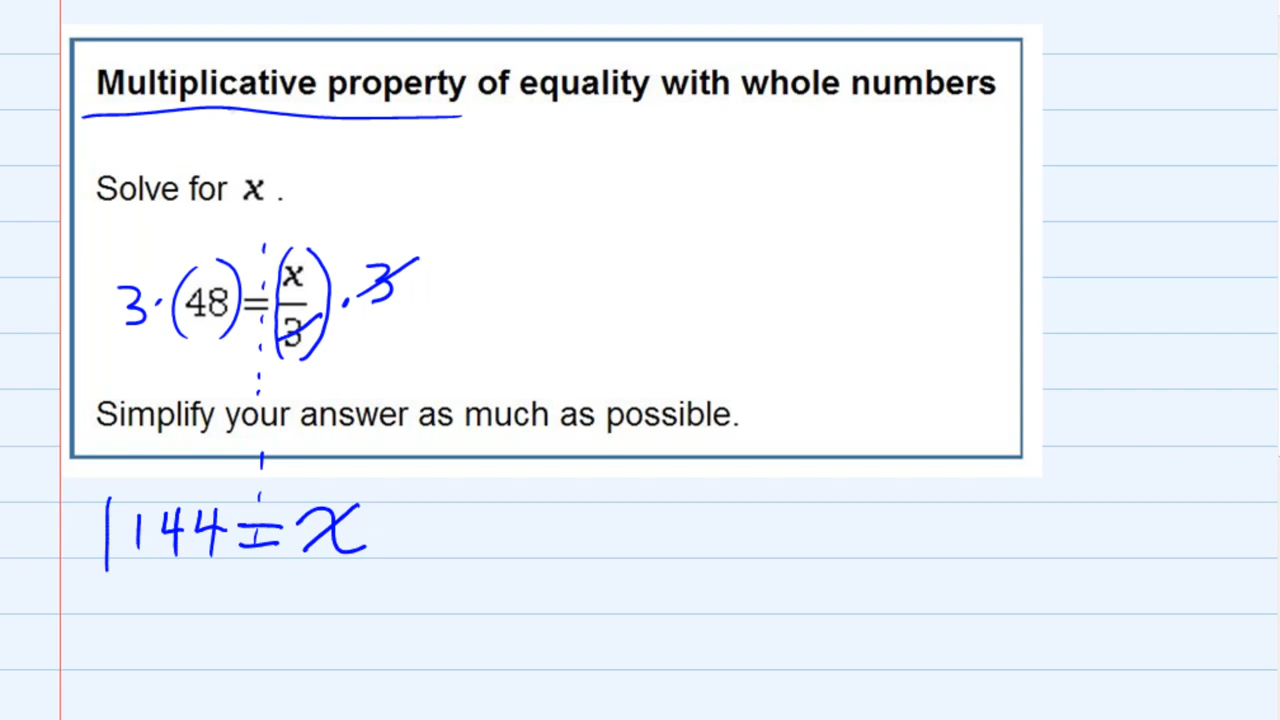 Multiplicative property of equality with whole numbers
Solve for x .
3·(48)=(x/3)·3
Simplify your answer as much as possible.
144=x